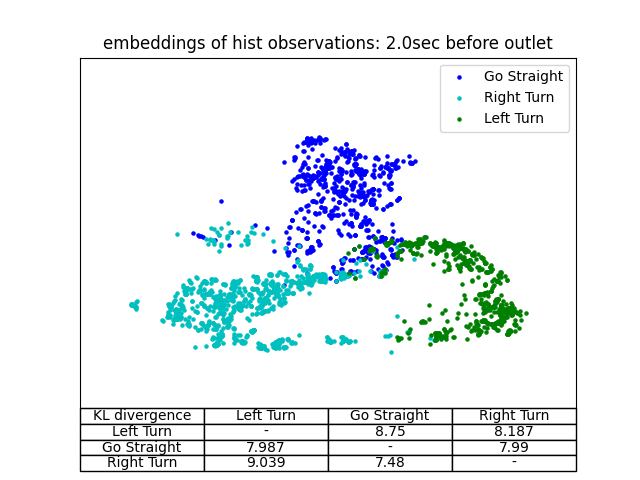 embeddings of hist observations: 2.0sec before outlet
Go Straight
Right Turn
Left Turn
KL divergence Left Turn Go Straight Right Turn
Left Turn - 8.75 8.187
Go Straight 7.987 - 7.99
Right Turn 9.039 7.48 -